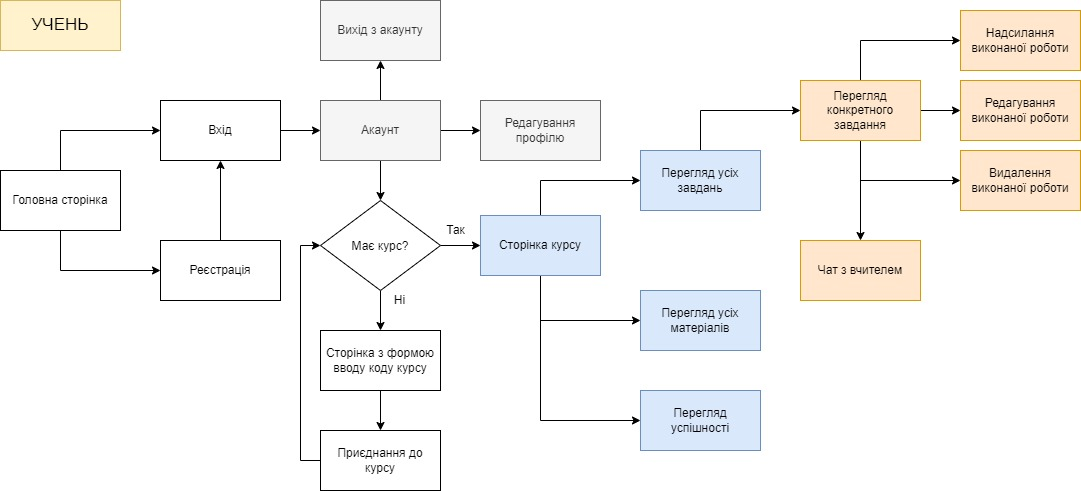 УЧЕНЬ
Вихід з акаунту
Надсилання
виконаної роботи
Вхід
Акаунт
Редагування
профілю
Перегляд
конкретного
завдання
Редагування
виконаної роботи
Головна сторінка
Перегляд усіх
завдань
Видалення
виконаної роботи
Реєстрація
Має курс?
Так
Сторінка курсу
Чат з вчителем
Ні
Перегляд усіх
матеріалів
Сторінка з формою
вводу коду курсу
Перегляд
успішності
Приєднання до
курсу